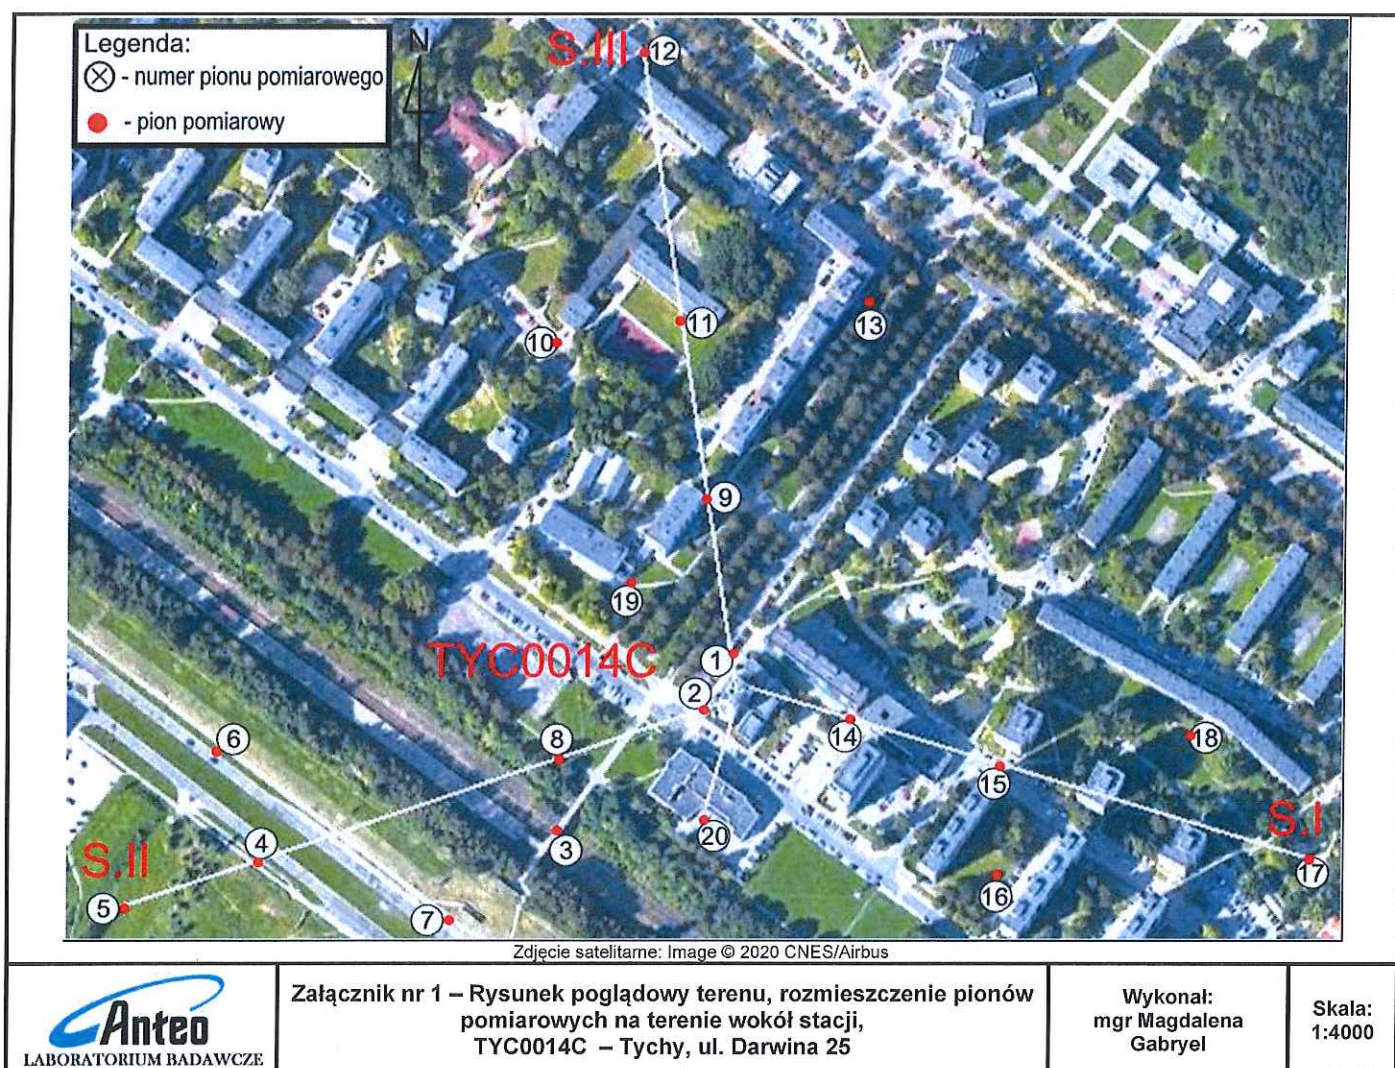 Legenda:
- numer pionu pomiarowego
- pion pomiarowy
N
S.III
12
13
11
10
9
19
TYC0014C
1
2
14
18
6
8
15
S.I
4
S.II
3
20
17
5
7
16
Zdjęcie satelitarne: Image © 2020 CNES/Airbus
Anteo
LABORATORIUM BADAWCZE
Załącznik nr 1 – Rysunek poglądowy terenu, rozmieszczenie pionów
pomiarowych na terenie wokół stacji,
TYC0014C – Tychy, ul. Darwina 25
Wykonał:
mgr Magdalena
Gabryel
Skala:
1:4000